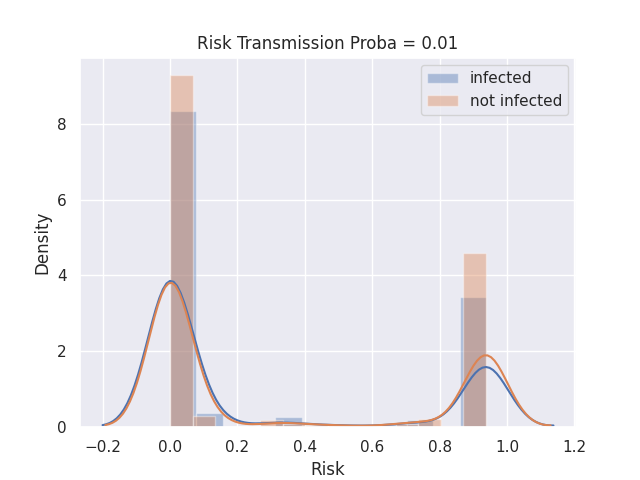 Risk Transmission Proba = 0.01
infected
not infected
8
6
4
2
0
Density
−0.2 0.0 0.2 0.4 0.6 0.8 1.0 1.2
Risk